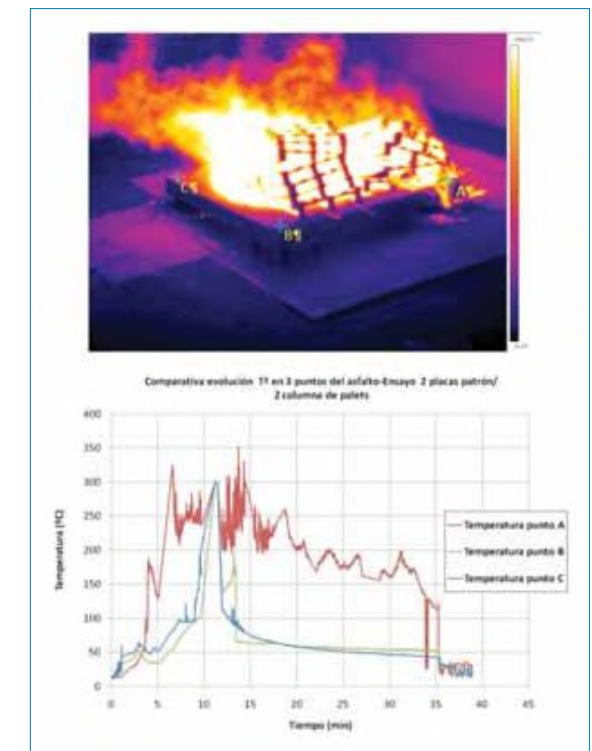 C¶
A¶
B¶
Comparativa evolución Tª en 3 puntos del asfalto-Ensayo 2 placas patrón/
2 columna de palets
Temperatura (ºC)
400
350
300
250
200
150
100
50
0
Temperatura punto A
Temperatura punto B
Temperatura punto C
0 5 10 15 20 25 30 35 40 45
Tiempo (min)